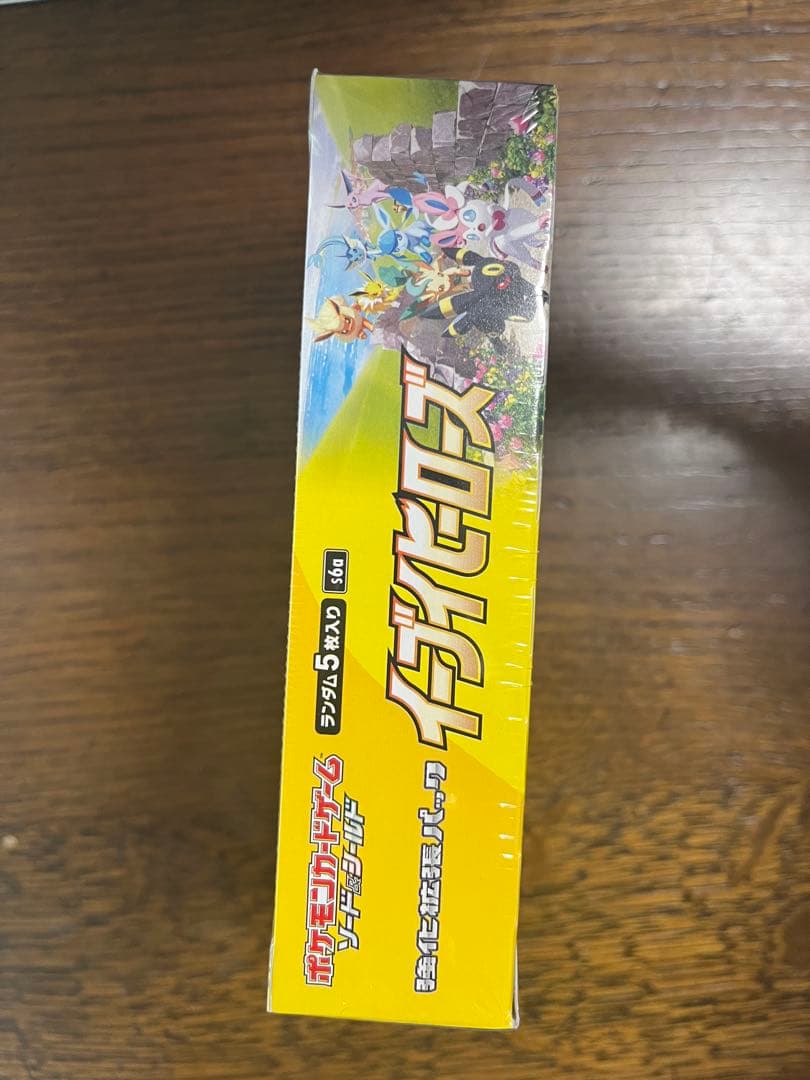 ポケモンカードゲーム
ソード&シールド
ランダム5枚入り
s6a
強化拡張パック
イーブイヒーローズ